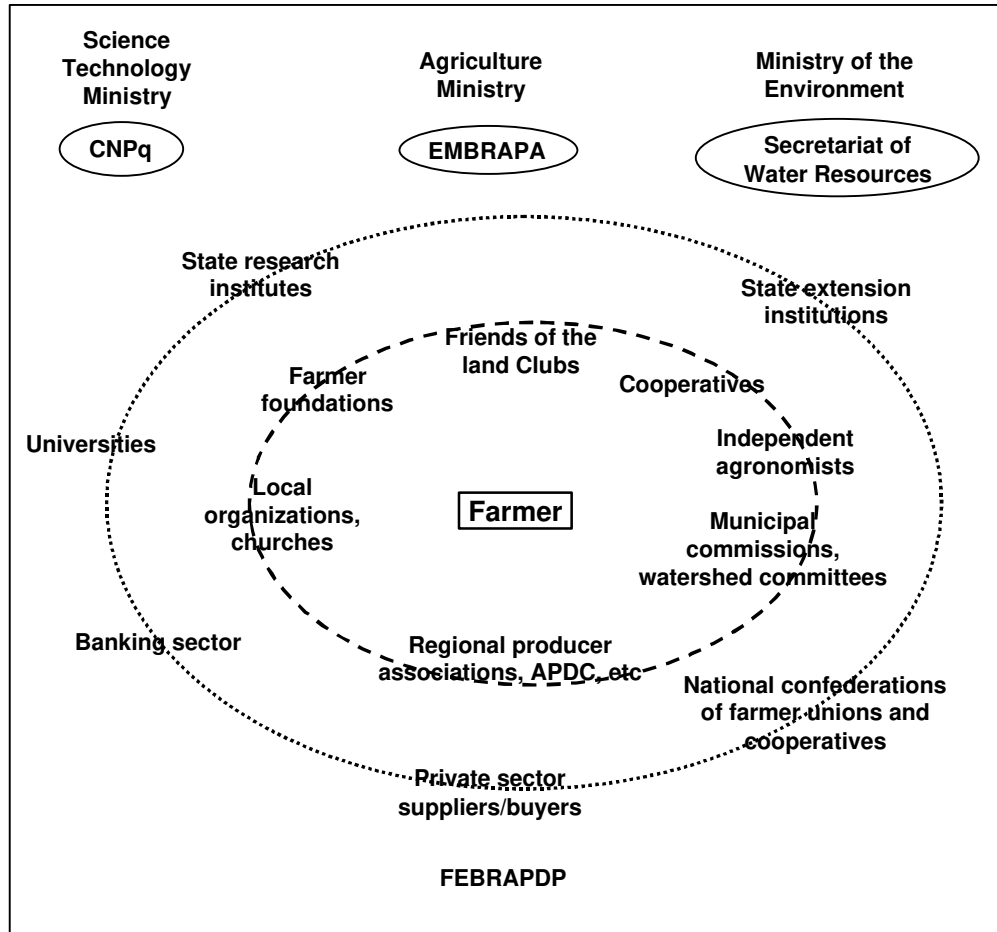 Science
Technology
Ministry
Agriculture
Ministry
Ministry of the
Environment
CNPq
EMBRAPA
Secretariat of
Water Resources
State research
institutes
State extension
institutions
Friends of the
land Clubs
Farmer
foundations
Cooperatives
Universities
Independent
agronomists
Local
organizations,
churches
Farmer
Municipal
commissions,
watershed committees
Banking sector
Regional producer
associations, APDC, etc
National confederations
of farmer unions and
cooperatives
Private sector
suppliers/buyers
FEBRAPDP